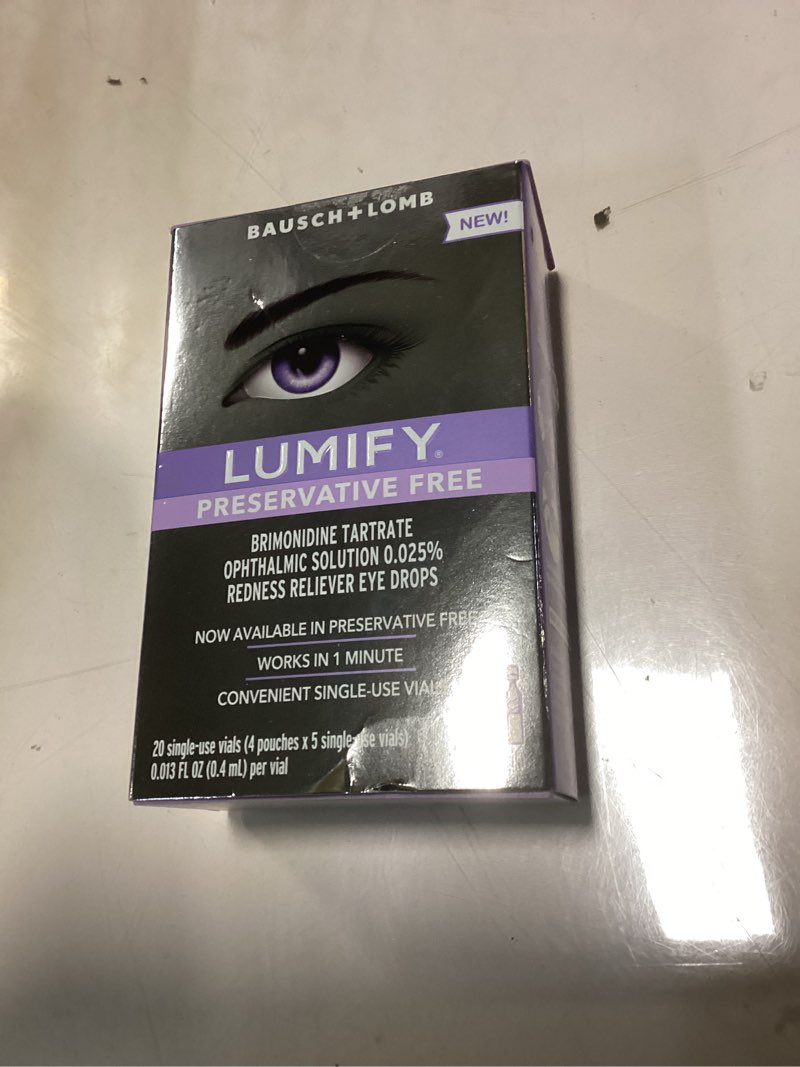 BAUSCH + LOMB
NEW!
LUMIFY®
PRESERVATIVE FREE
BRIMONIDINE TARTRATE
OPHTHALMIC SOLUTION 0.025%
REDNESS RELIEVER EYE DROPS
NOW AVAILABLE IN PRESERVATIVE FREE
WORKS IN 1 MINUTE
CONVENIENT SINGLE-USE VIAL
20 single-use vials (4 pouches x 5 single-use vials)
0.013 FL OZ (0.4 mL) per vial